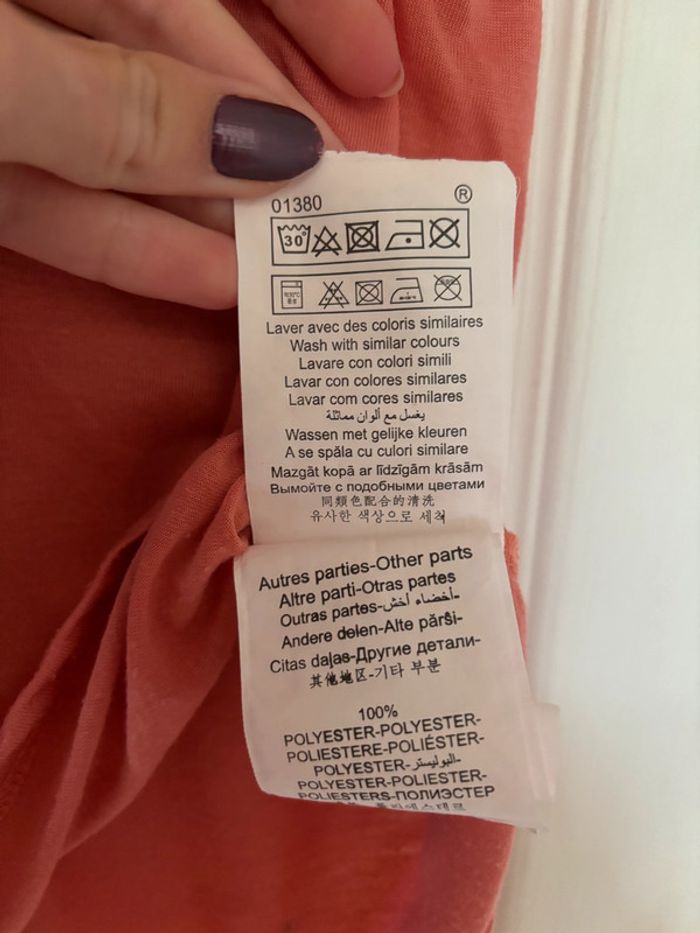 01380 ®
30°
Laver avec des coloris similaires
Wash with similar colours
Lavare con colori simili
Lavar con colores similares
Lavar com cores similares
يغسل مع ألوان مماثلة
Wassen met gelijke kleuren
A se spăla cu culori similare
Mazgāt kopā ar līdzīgām krāsām
Вымойте с подобными цветами
同類色配合的清洗
유사한 색상으로 세척
Autres parties-Other parts
Altre parti-Otras partes
Outras partes-أعضاء أخش-
Andere delen-Alte părši-
Citas daļas-Другие детали-
其他地区-기타 부분
100%
POLYESTER-POLYESTER-
POLIESTERE-POLIÉSTER-
POLYESTER-البوليستر-
POLYESTER-POLIESTER-
POLIESTERS-ПОЛИЭСТЕР